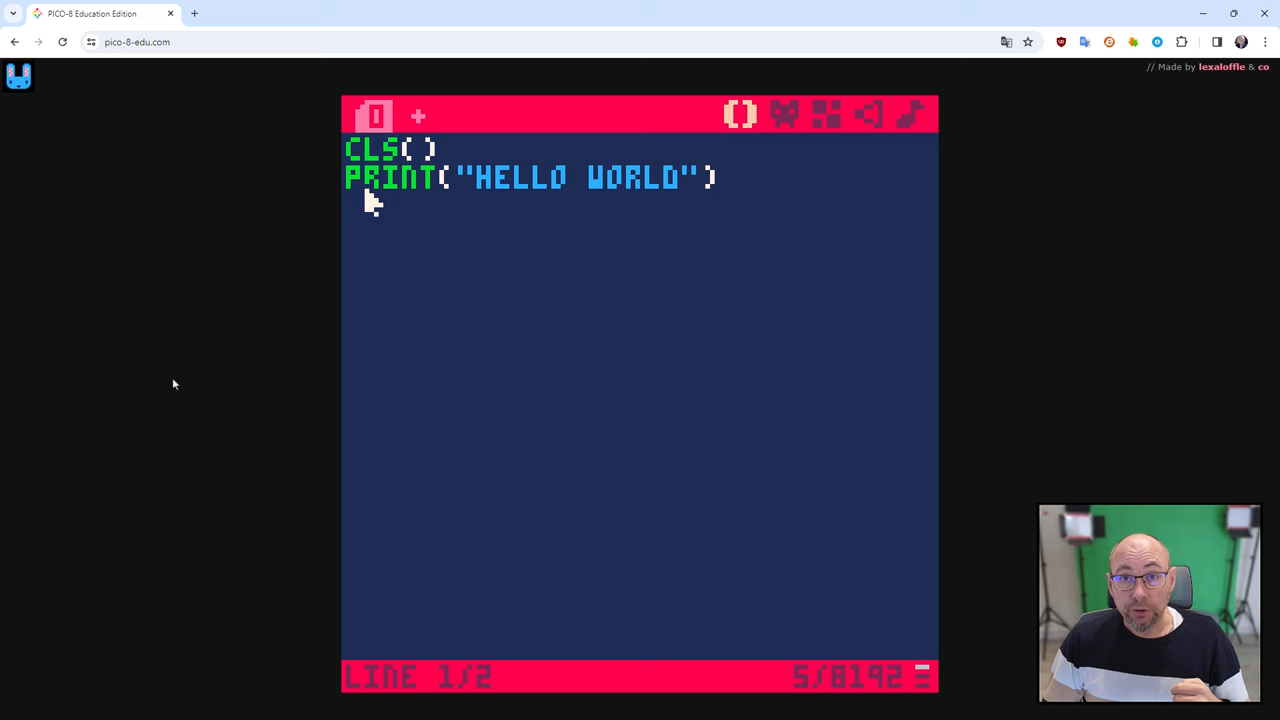 PICO-8 Education Edition
pico-8-edu.com
// Made by lexaloffle & co
0 +
CLS()
PRINT("HELLO WORLD")
LINE 1/2
5/8192